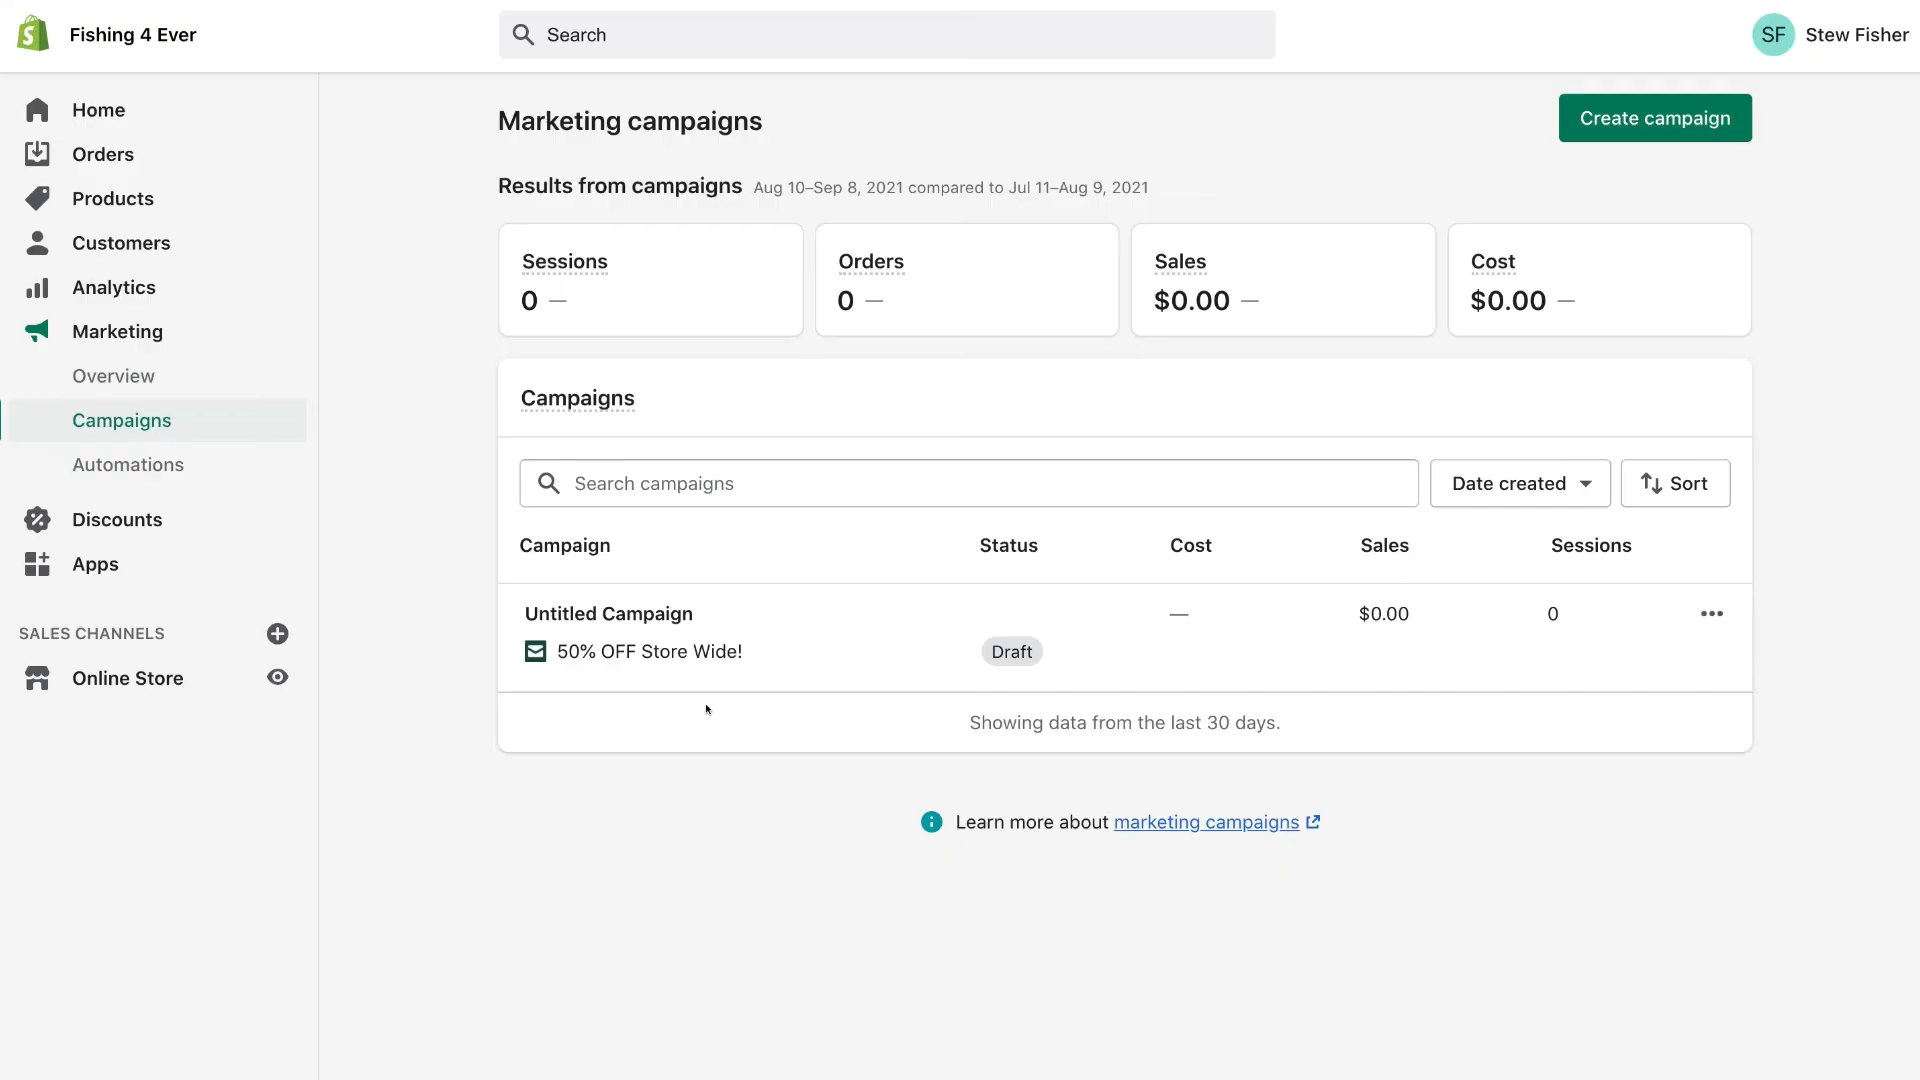 Fishing 4 Ever
Search
SF Stew Fisher
Home
Orders
Products
Customers
Analytics
Marketing
Overview
Campaigns
Automations
Discounts
Apps
SALES CHANNELS
Online Store
Marketing campaigns
Create campaign
Results from campaigns Aug 10–Sep 8, 2021 compared to Jul 11–Aug 9, 2021
Sessions Orders Sales Cost
0 — 0 — $0.00 — $0.00 —
Campaigns
Search campaigns Date created Sort
Campaign Status Cost Sales Sessions
Untitled Campaign — $0.00 0
50% OFF Store Wide! Draft
Showing data from the last 30 days.
Learn more about marketing campaigns